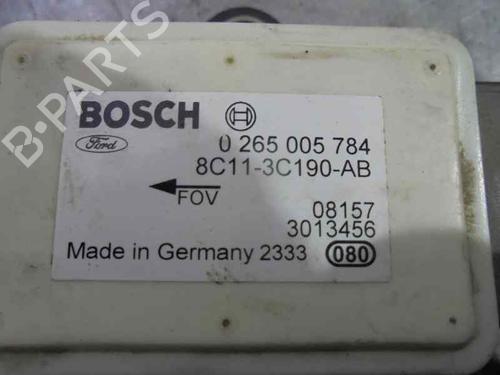 B-PARTS
BOSCH
Ford
0 265 005 784
8C11-3C190-AB
FOV
08157
3013456
Made in Germany 2333 080